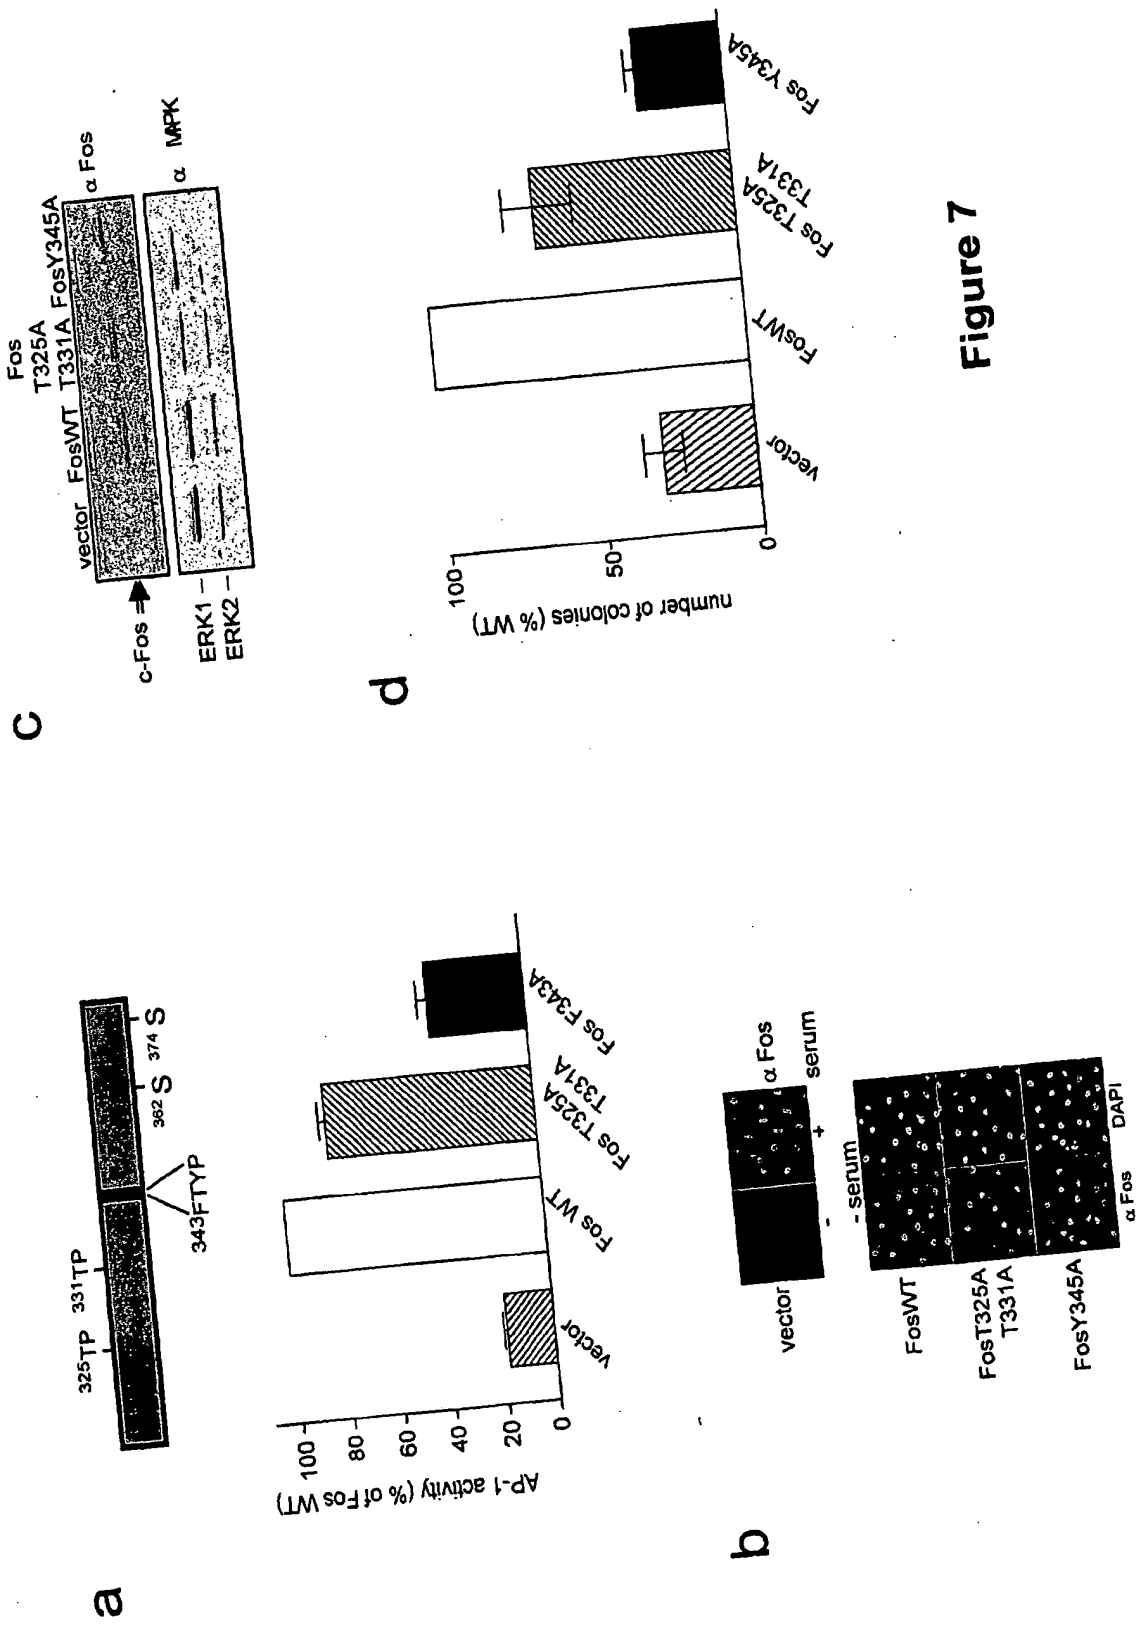 a
325TP 331TP
343FTYP 362 S 374 S
AP-1 activity (% of Fos WT)
100
80
60
40
20
0
vector
Fos WT
Fos T325A
T331A
Fos F343A
b
vector
α Fos
- + serum
- serum
FosWT
FosT325A
T331A
FosY345A
α Fos DAPI
c
Fos
T325A
vector FosWT T331A FosY345A
c-Fos
α Fos
ERK1
ERK2
α MAPK
d
number of colonies (% WT)
100
50
0
vector
FosWT
Fos T325A
T331A
Fos Y345A
Figure 7